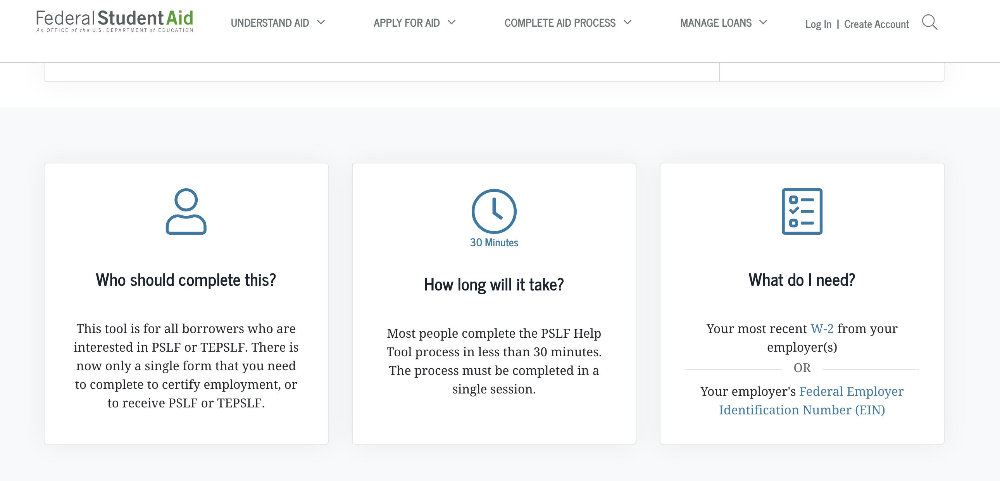 Federal Student Aid
An OFFICE of the U.S. DEPARTMENT of EDUCATION
UNDERSTAND AID
APPLY FOR AID
COMPLETE AID PROCESS
MANAGE LOANS
Log In | Create Account
Who should complete this?
This tool is for all borrowers who are
interested in PSLF or TEPSLF. There is
now only a single form that you need
to complete to certify employment, or
to receive PSLF or TEPSLF.
30 Minutes
How long will it take?
Most people complete the PSLF Help
Tool process in less than 30 minutes.
The process must be completed in a
single session.
What do I need?
Your most recent W-2 from your
employer(s)
OR
Your employer's Federal Employer
Identification Number (EIN)